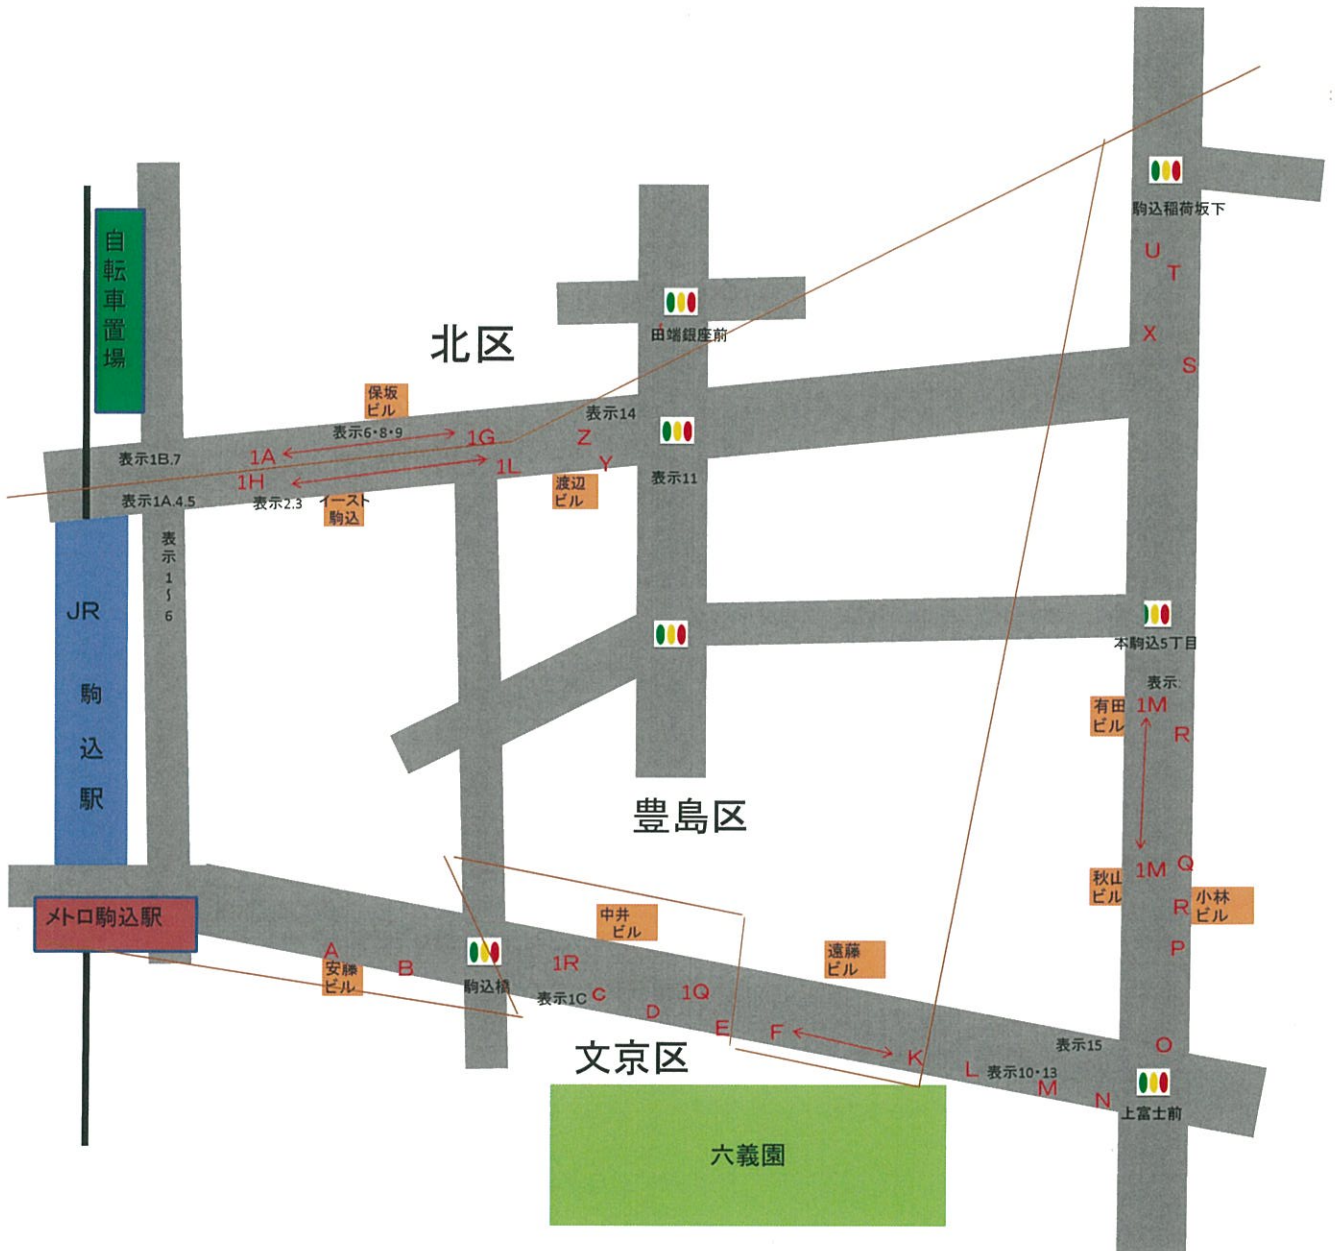 駒込稲荷坂下
U
T
自転車置場
田端銀座前
北区
X
S
保坂
ビル
表示6・8・9
表示14
1G
Z
表示1B.7
1A
1H
1L
Y
表示11
表示1A.4.5
表示2.3
イースト
駒込
渡辺
ビル
表示1〜6
JR駒込駅
本駒込5丁目
表示
有田
ビル
1M
R
豊島区
1M
Q
秋山
ビル
R
小林
ビル
メトロ駒込駅
中井
ビル
P
A
安藤
ビル
B
駒込橋
1R
表示1C
C
1Q
D
E
遠藤
ビル
F
K
文京区
L
表示10・13
表示15
M
N
O
上富士前
六義園